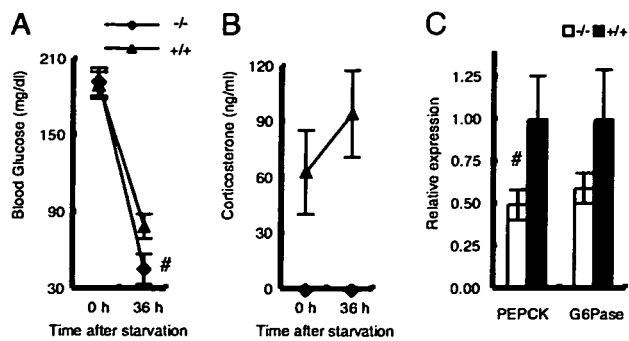 A
-/-
+/+
Blood Glucose (mg/dl)
210
150
90
30
#
0 h 36 h
Time after starvation
B
Corticosterone (ng/ml)
120
90
60
30
0
0 h 36 h
Time after starvation
C
-/- +/+
Relative expression
1.25
1.00
0.75
0.50
0.25
0.00
#
PEPCK G6Pase